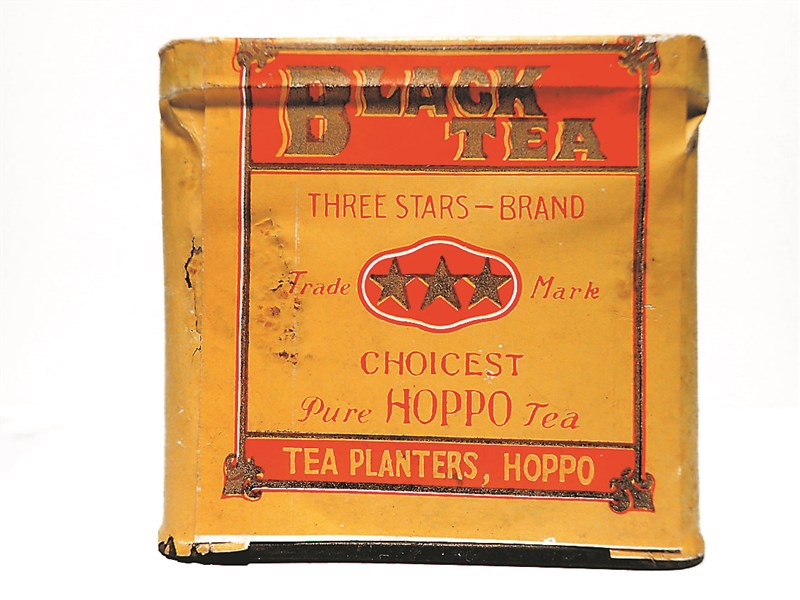 BLACK
TEA
THREE STARS - BRAND
Trade Mark
CHOICEST
Pure HOPPO Tea
TEA PLANTERS, HOPPO